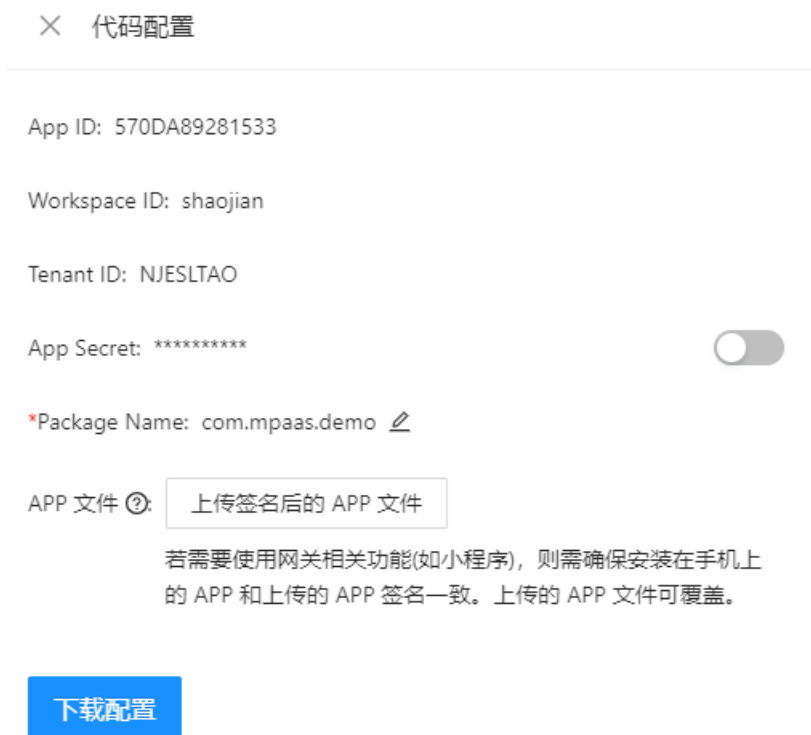 代码配置
App ID: 570DA89281533
Workspace ID: shaojian
Tenant ID: NJESLTAO
App Secret: **********
*Package Name: com.mpaas.demo
APP 文件 ?: 上传签名后的 APP 文件
若需要使用网关相关功能(如小程序)，则需确保安装在手机上
的 APP 和上传的 APP 签名一致。上传的 APP 文件可覆盖。
下载配置